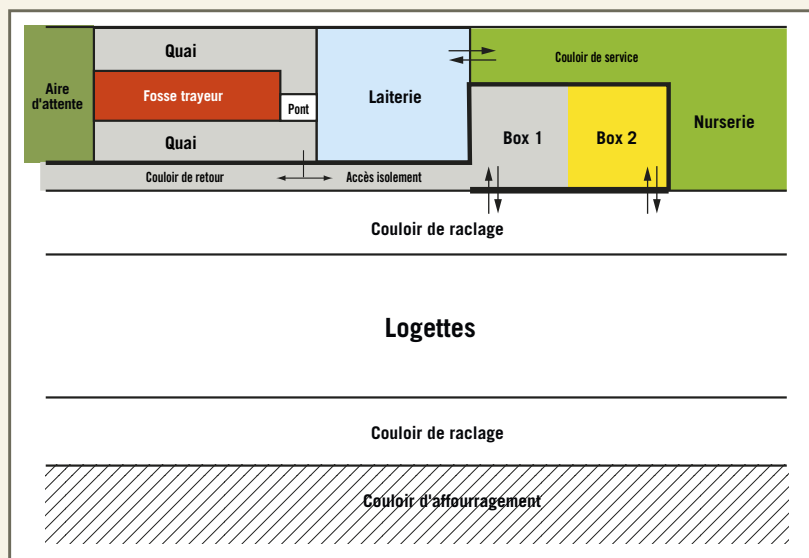 Quai
Couloir de service
Aire
d'attente
Fosse trayeur
Laiterie
Pont
Nurserie
Box 1
Box 2
Quai
Couloir de retour
Accès isolement
Couloir de raclage
Logettes
Couloir de raclage
Couloir d'affourragement